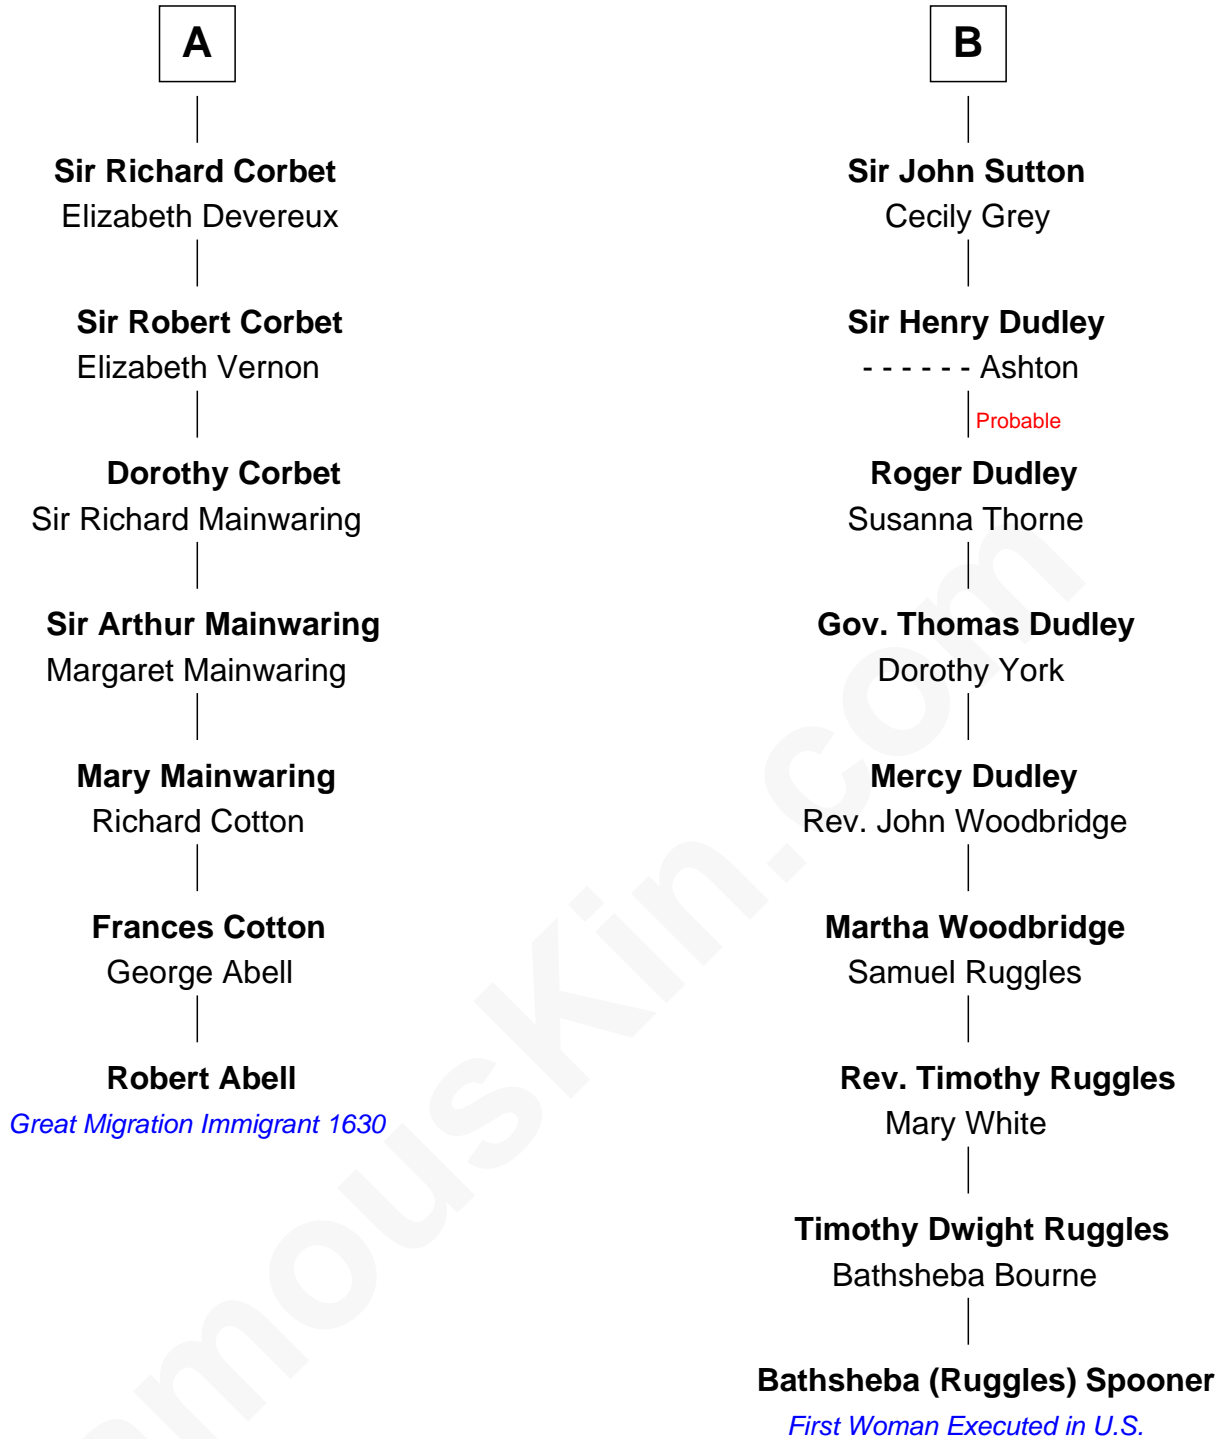 A
Sir Richard Corbet
Elizabeth Devereux
Sir Robert Corbet
Elizabeth Vernon
Dorothy Corbet
Sir Richard Mainwaring
Sir Arthur Mainwaring
Margaret Mainwaring
Mary Mainwaring
Richard Cotton
Frances Cotton
George Abell
Robert Abell
Great Migration Immigrant 1630
B
Sir John Sutton
Cecily Grey
Sir Henry Dudley
- - - - - - Ashton
Probable
Roger Dudley
Susanna Thorne
Gov. Thomas Dudley
Dorothy York
Mercy Dudley
Rev. John Woodbridge
Martha Woodbridge
Samuel Ruggles
Rev. Timothy Ruggles
Mary White
Timothy Dwight Ruggles
Bathsheba Bourne
Bathsheba (Ruggles) Spooner
First Woman Executed in U.S.
amouskin.com